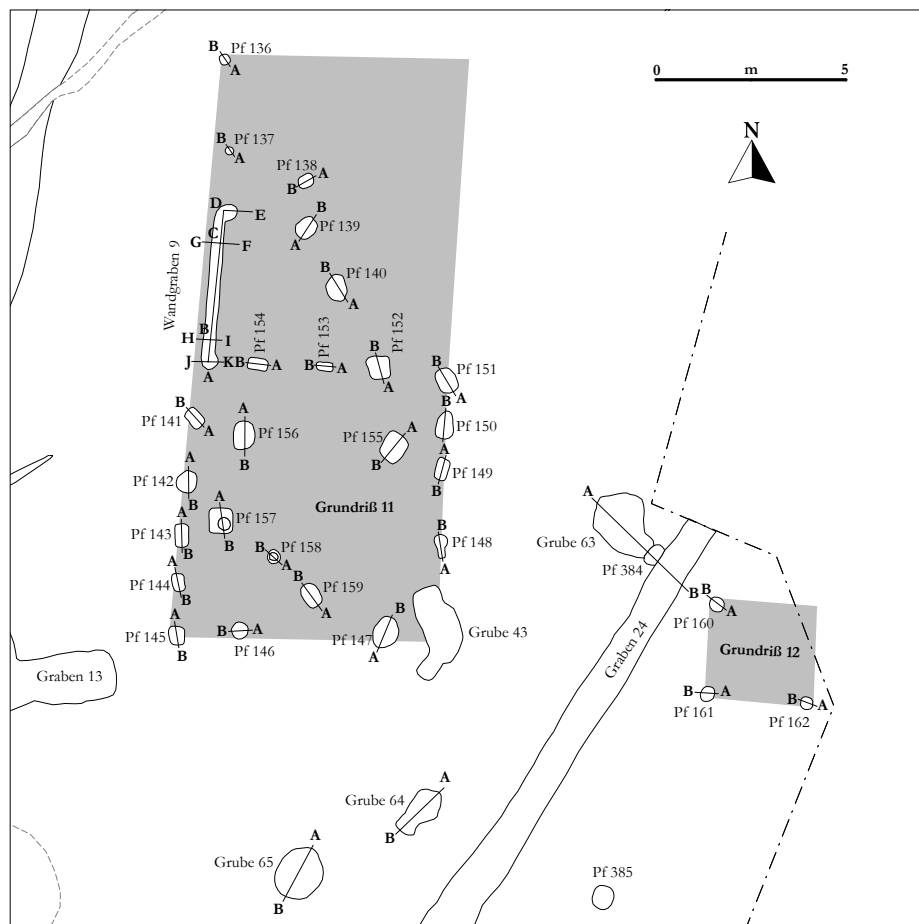 B
Pf 136
A
0 m 5
N
B
Pf 137
A
Pf 138
A
B
D
E
B
Pf 139
A
C
G
F
Wandgraben 9
B
Pf 140
A
B
H
I
J
K
A
Pf 154
B
A
Pf 153
B
A
Pf 152
B
A
B
Pf 151
A
B
Pf 141
A
A
Pf 156
B
Pf 155
A
B
B
Pf 150
A
Pf 149
B
A
Pf 142
B
A
Pf 157
B
Grundriß 11
A
Pf 143
B
B
Pf 158
A
B
Pf 148
A
A
Grube 63
Pf 384
B
A
Pf 144
B
B
Pf 159
A
B
A
Pf 160
A
Pf 145
B
B
A
Pf 146
B
Pf 147
A
Grube 43
Grundriß 12
Graben 24
Graben 13
B
A
Pf 161
B
A
Pf 162
A
Grube 64
B
A
Grube 65
B
Pf 385